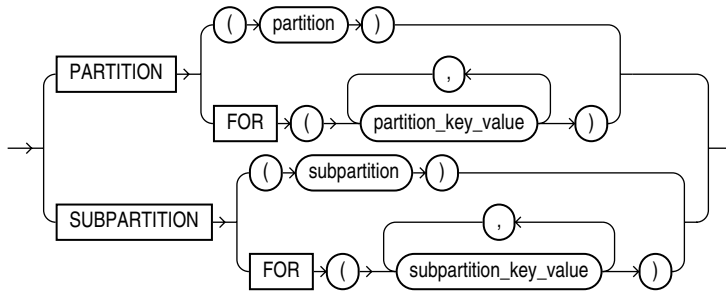 ( partition )
PARTITION
,
FOR ( partition_key_value )
( subpartition )
SUBPARTITION
,
FOR ( subpartition_key_value )